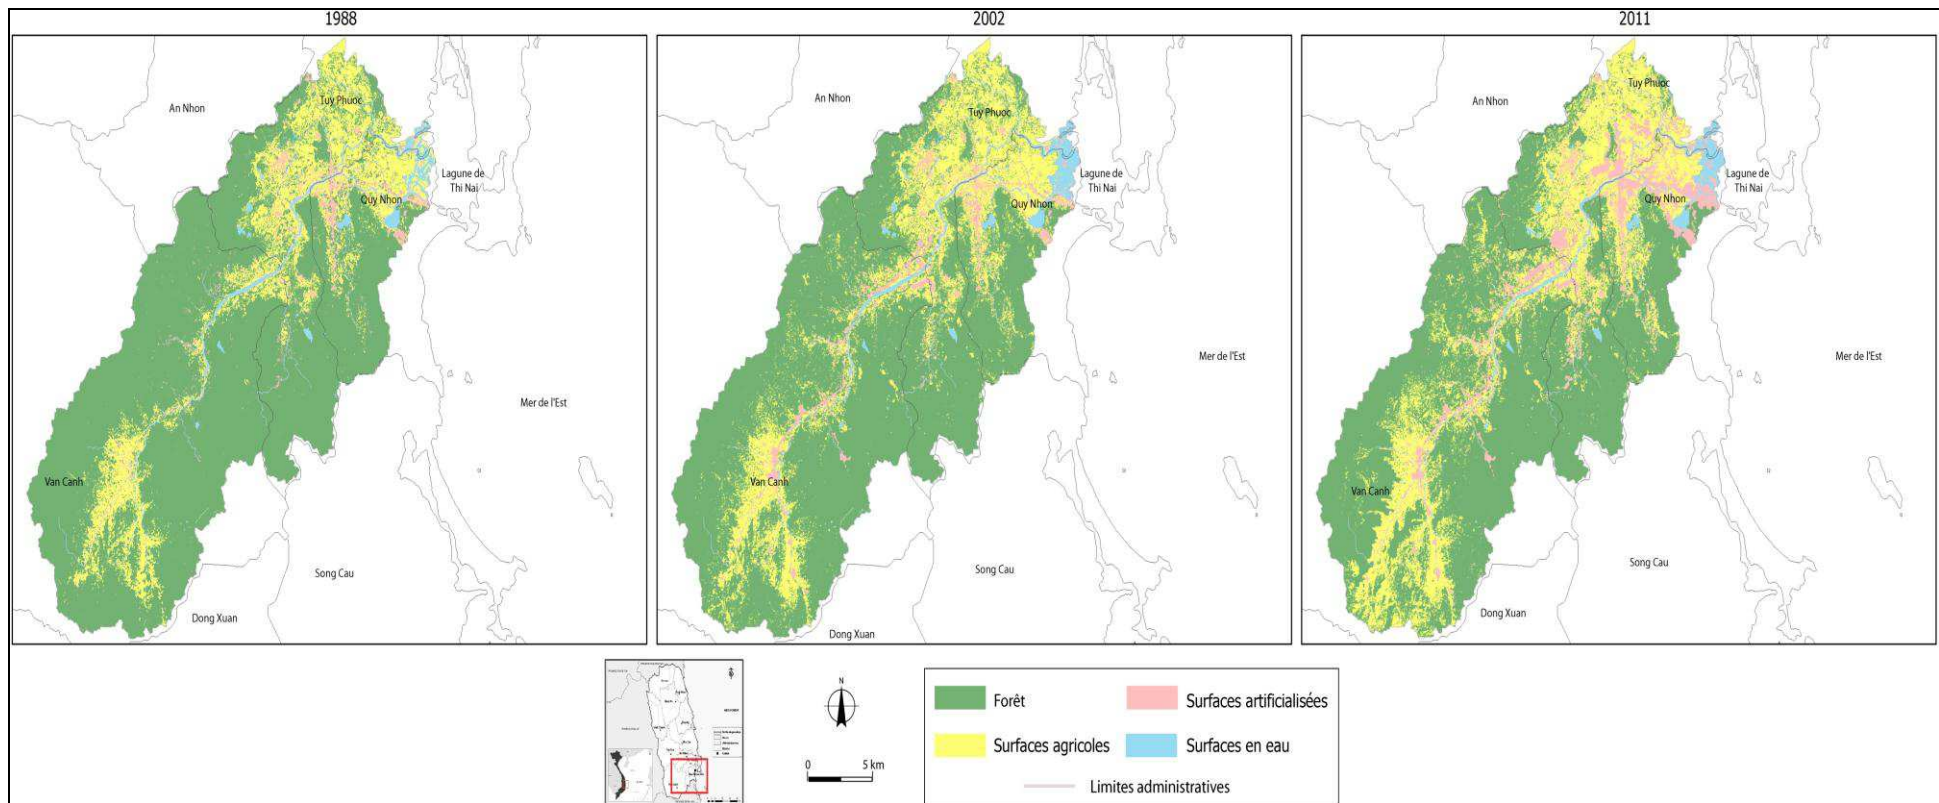 1988
2002
2011
An Nhon
Tuy Phuoc
Lagune de
Thi Nai
Quy Nhon
Mer de l'Est
Van Canh
Song Cau
Dong Xuan
An Nhon
Tuy Phuoc
Lagune de
Thi Nai
Quy Nhon
Mer de l'Est
Van Canh
Song Cau
Dong Xuan
An Nhon
Tuy Phuoc
Lagune de
Thi Nai
Quy Nhon
Mer de l'Est
Van Canh
Song Cau
Dong Xuan
N
0 5 km
Forêt
Surfaces artificialisées
Surfaces agricoles
Surfaces en eau
Limites administratives